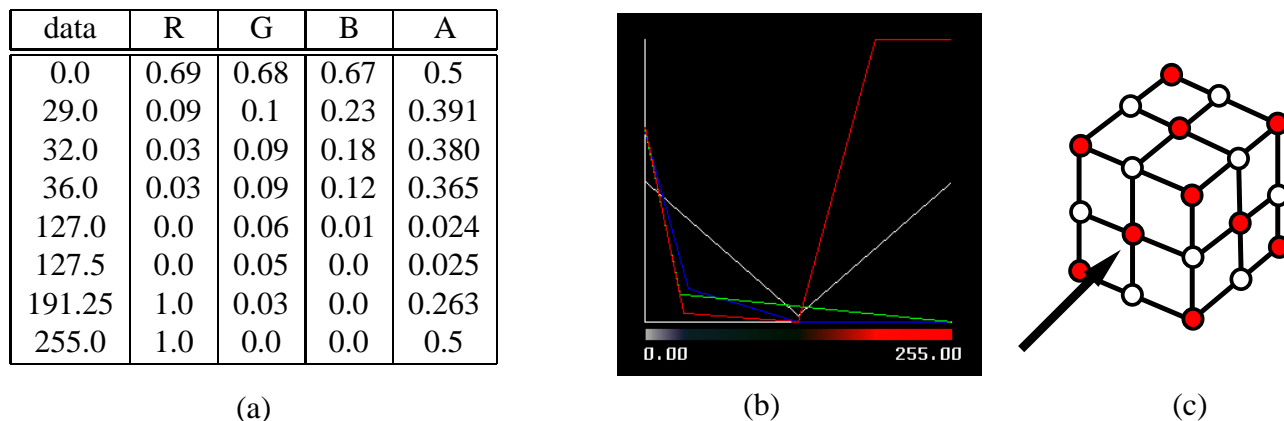 data R G B A
0.0 0.69 0.68 0.67 0.5
29.0 0.09 0.1 0.23 0.391
32.0 0.03 0.09 0.18 0.380
36.0 0.03 0.09 0.12 0.365
127.0 0.0 0.06 0.01 0.024
127.5 0.0 0.05 0.0 0.025
191.25 1.0 0.03 0.0 0.263
255.0 1.0 0.0 0.0 0.5
0.00 255.00
(a) (b) (c)